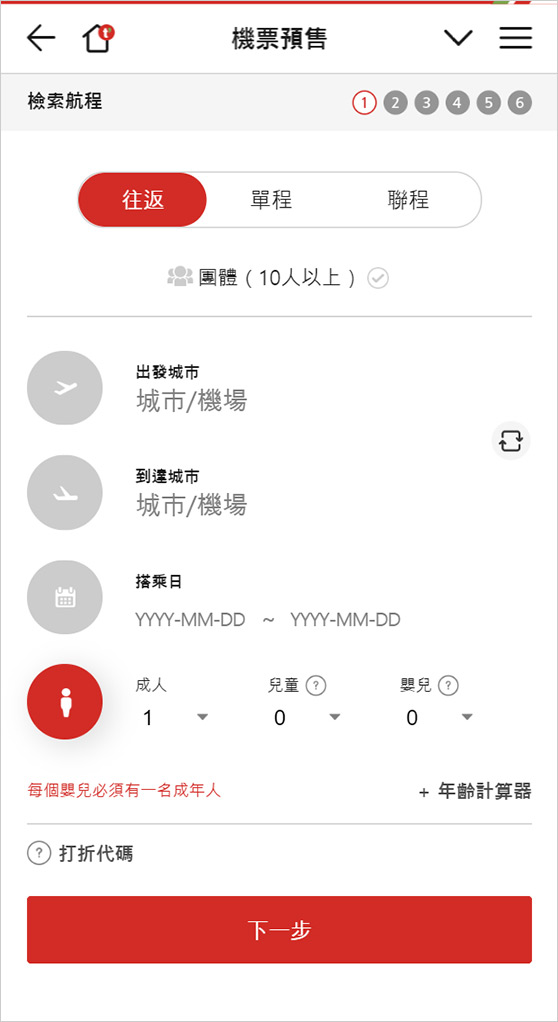 機票預售
檢索航程 1 2 3 4 5 6
往返 單程 聯程
團體 ( 10人以上 )
出發城市
城市/機場
到達城市
城市/機場
搭乘日
YYYY-MM-DD ~ YYYY-MM-DD
成人 兒童 ? 嬰兒 ?
1 0 0
每個嬰兒必須有一名成年人 + 年齡計算器
? 打折代碼
下一步